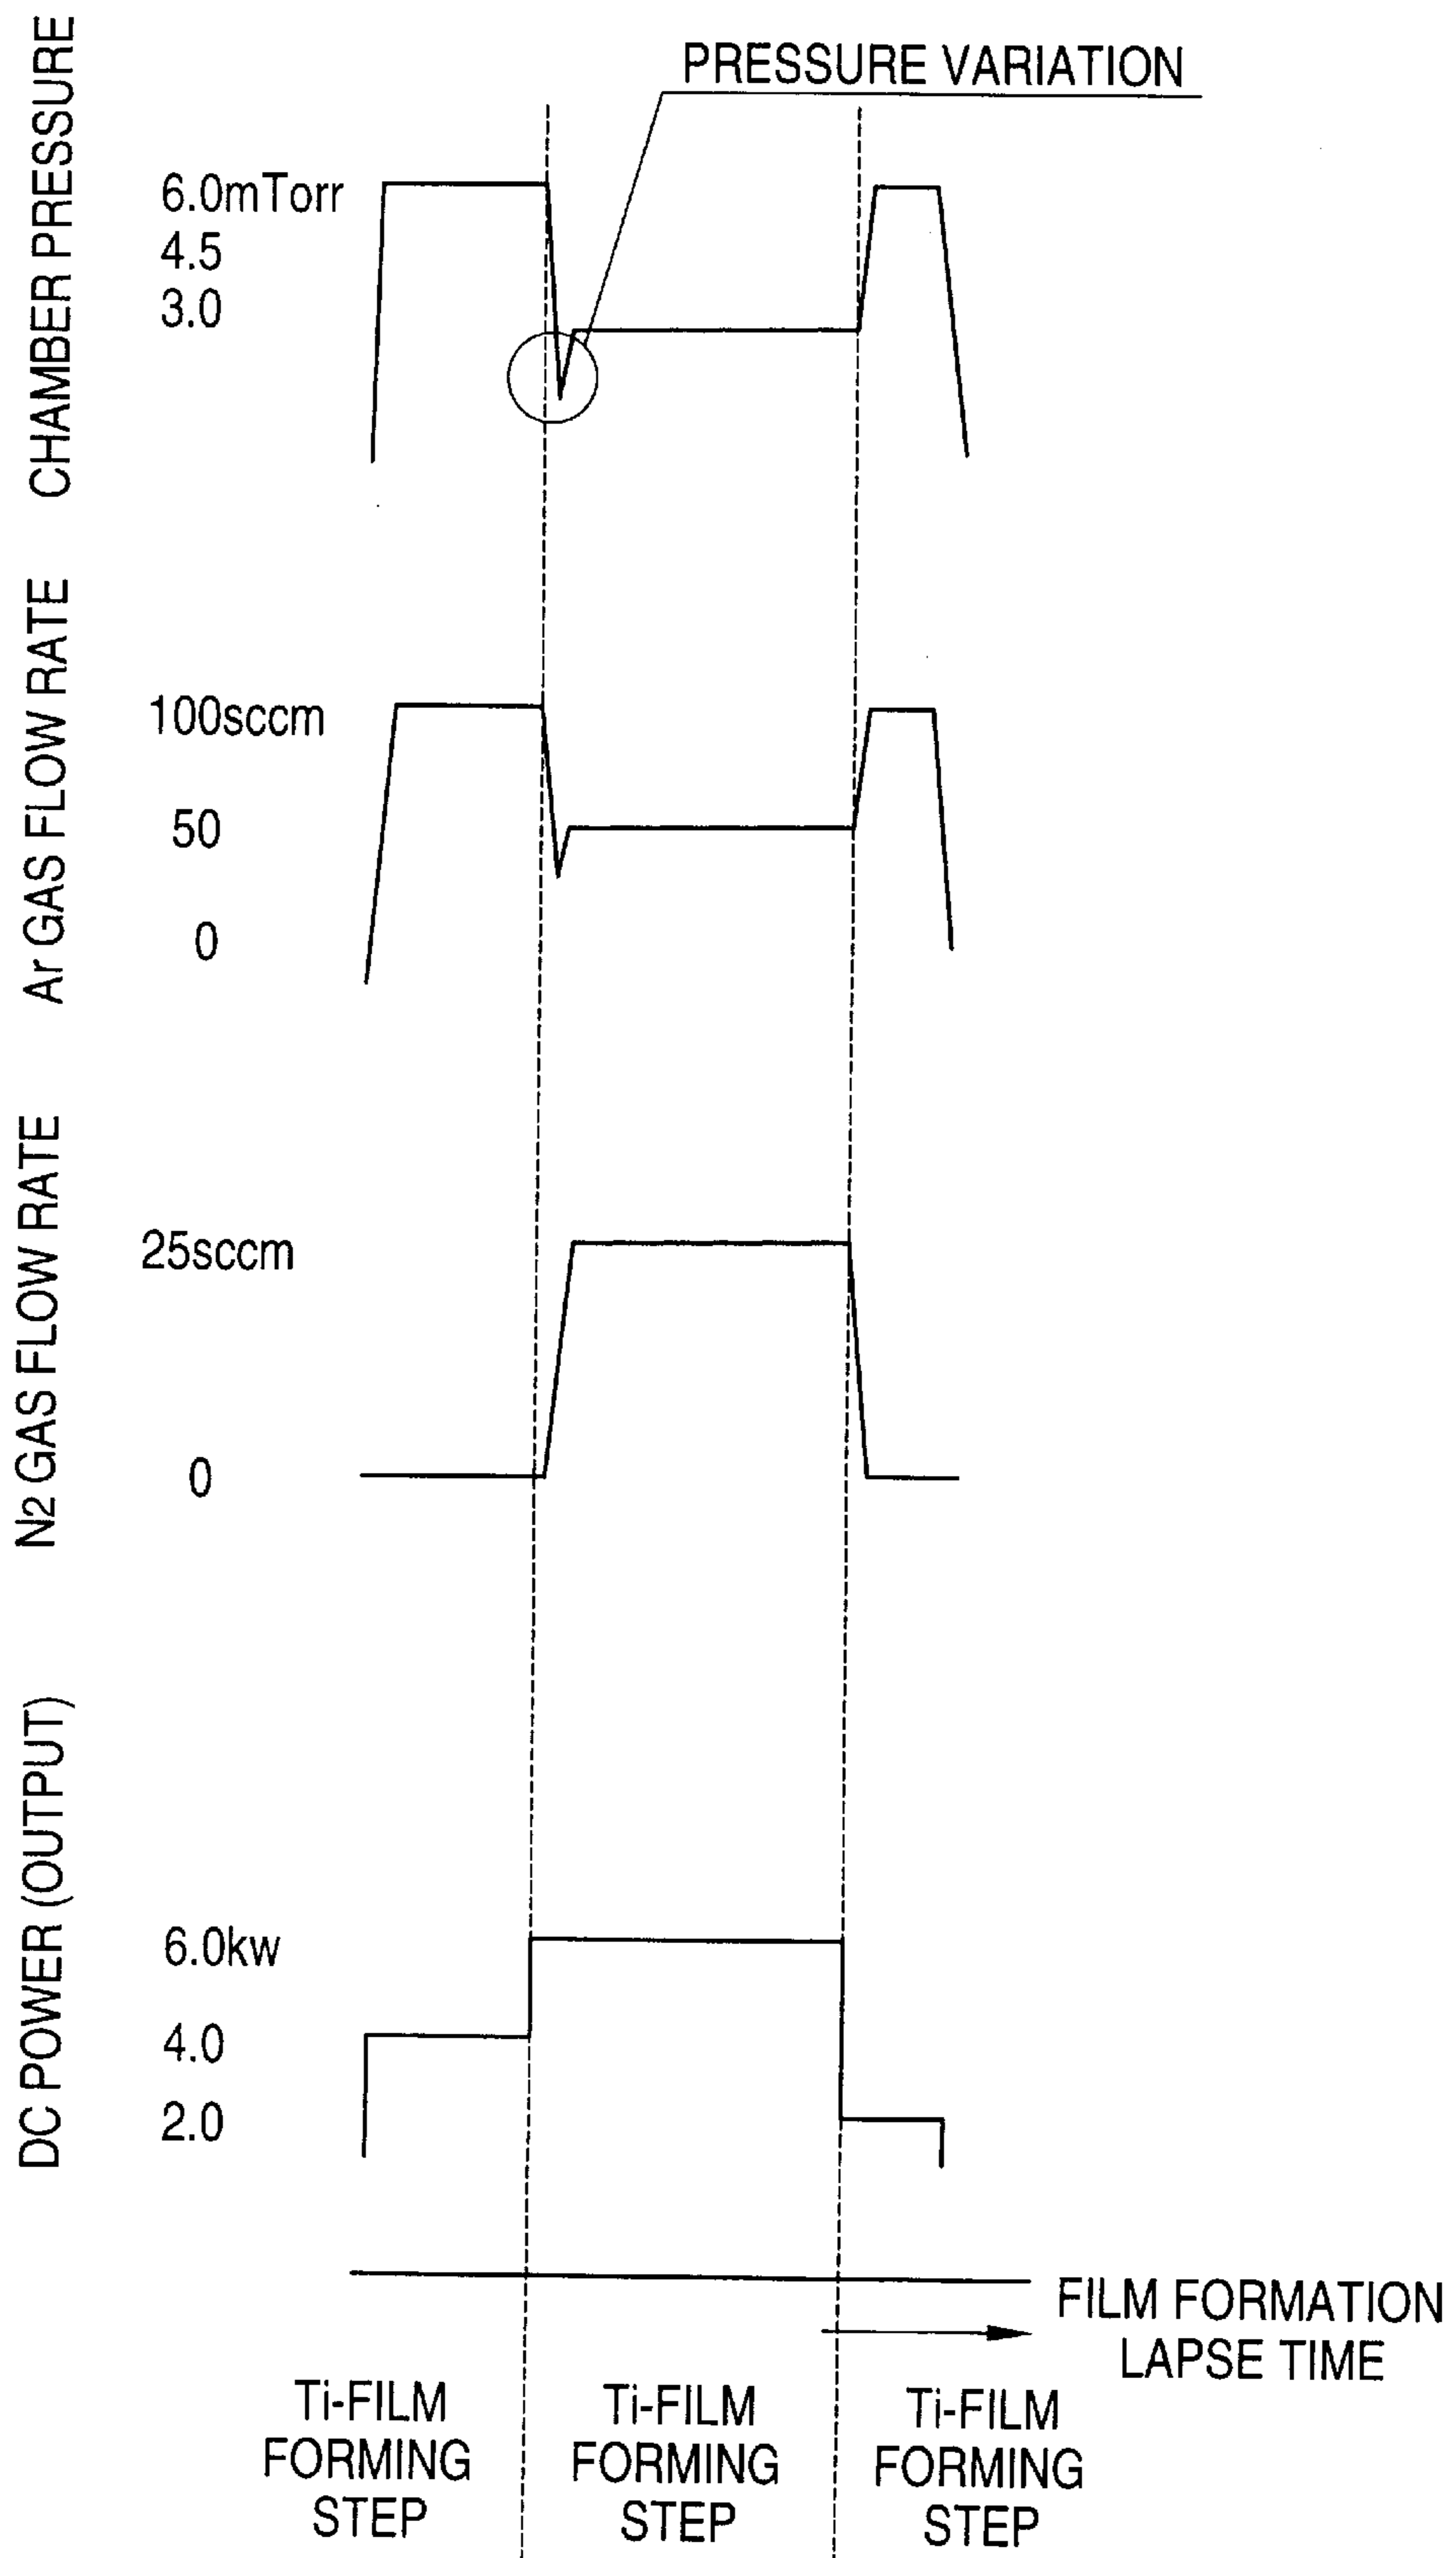 PRESSURE VARIATION
CHAMBER PRESSURE
6.0mTorr
4.5
3.0
Ar GAS FLOW RATE
100sccm
50
0
N2 GAS FLOW RATE
25sccm
0
DC POWER (OUTPUT)
6.0kw
4.0
2.0
FILM FORMATION
LAPSE TIME
Ti-FILM
FORMING
STEP
Ti-FILM
FORMING
STEP
Ti-FILM
FORMING
STEP